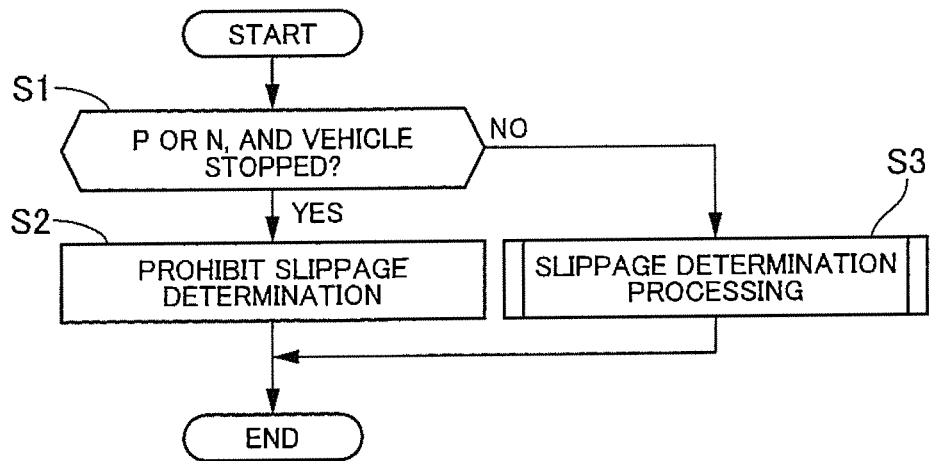 START
S1
P OR N, AND VEHICLE
STOPPED?
NO
YES
S2
S3
PROHIBIT SLIPPAGE
DETERMINATION
SLIPPAGE DETERMINATION
PROCESSING
END